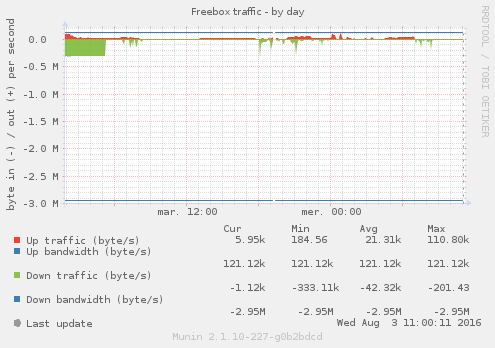 Freebox traffic - by day
RRDTOOL / TOBI OETIKER
byte in (-) / out (+) per second
0.0
-0.5 M
-1.0 M
-1.5 M
-2.0 M
-2.5 M
-3.0 M
mar. 12:00 mer. 00:00
Cur Min Avg Max
Up traffic (byte/s) 5.95k 184.56 21.31k 110.80k
Up bandwidth (byte/s)
121.12k 121.12k 121.12k 121.12k
Down traffic (byte/s)
-1.12k -333.11k -42.32k -201.43
Down bandwidth (byte/s)
-2.95M -2.95M -2.95M -2.95M
Last update Wed Aug 3 11:00:11 2016
Munin 2.1.10-227-g0b2bdcd